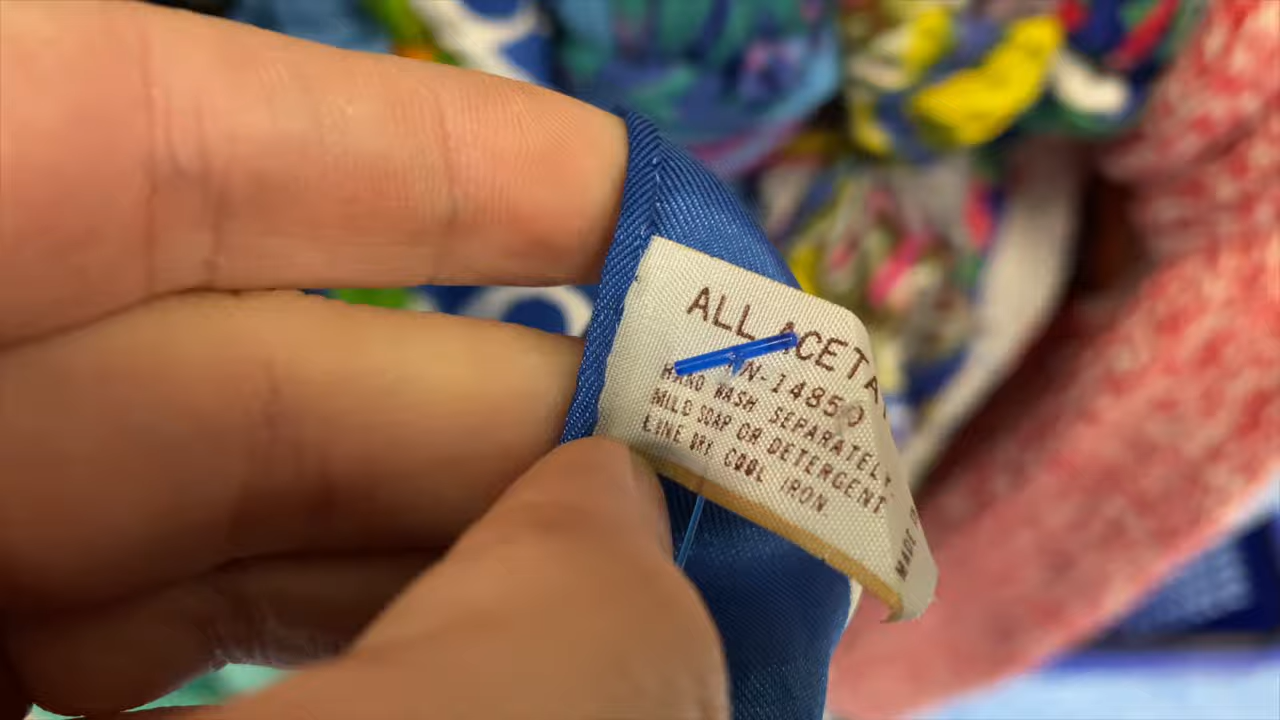 ALL ACETA
N-14850
HAND WASH SEPARATELY-
MILD SOAP OR DETERGENT
LINE DRY COOL IRON
MADE